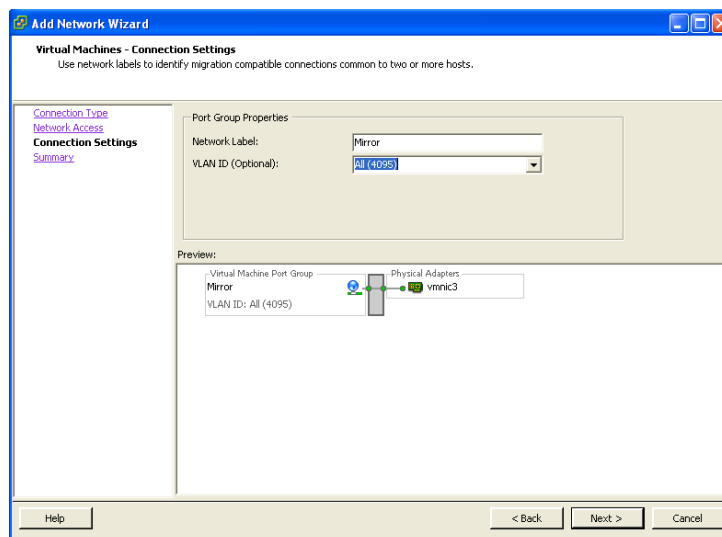 Add Network Wizard
Virtual Machines - Connection Settings
Use network labels to identify migration compatible connections common to two or more hosts.
Connection Type
Network Access
Connection Settings
Summary
Port Group Properties
Network Label: Mirror
VLAN ID (Optional): All (4095)
Preview:
Virtual Machine Port Group
Mirror
VLAN ID: All (4095)
Physical Adapters
vmnic3
Help
< Back
Next >
Cancel